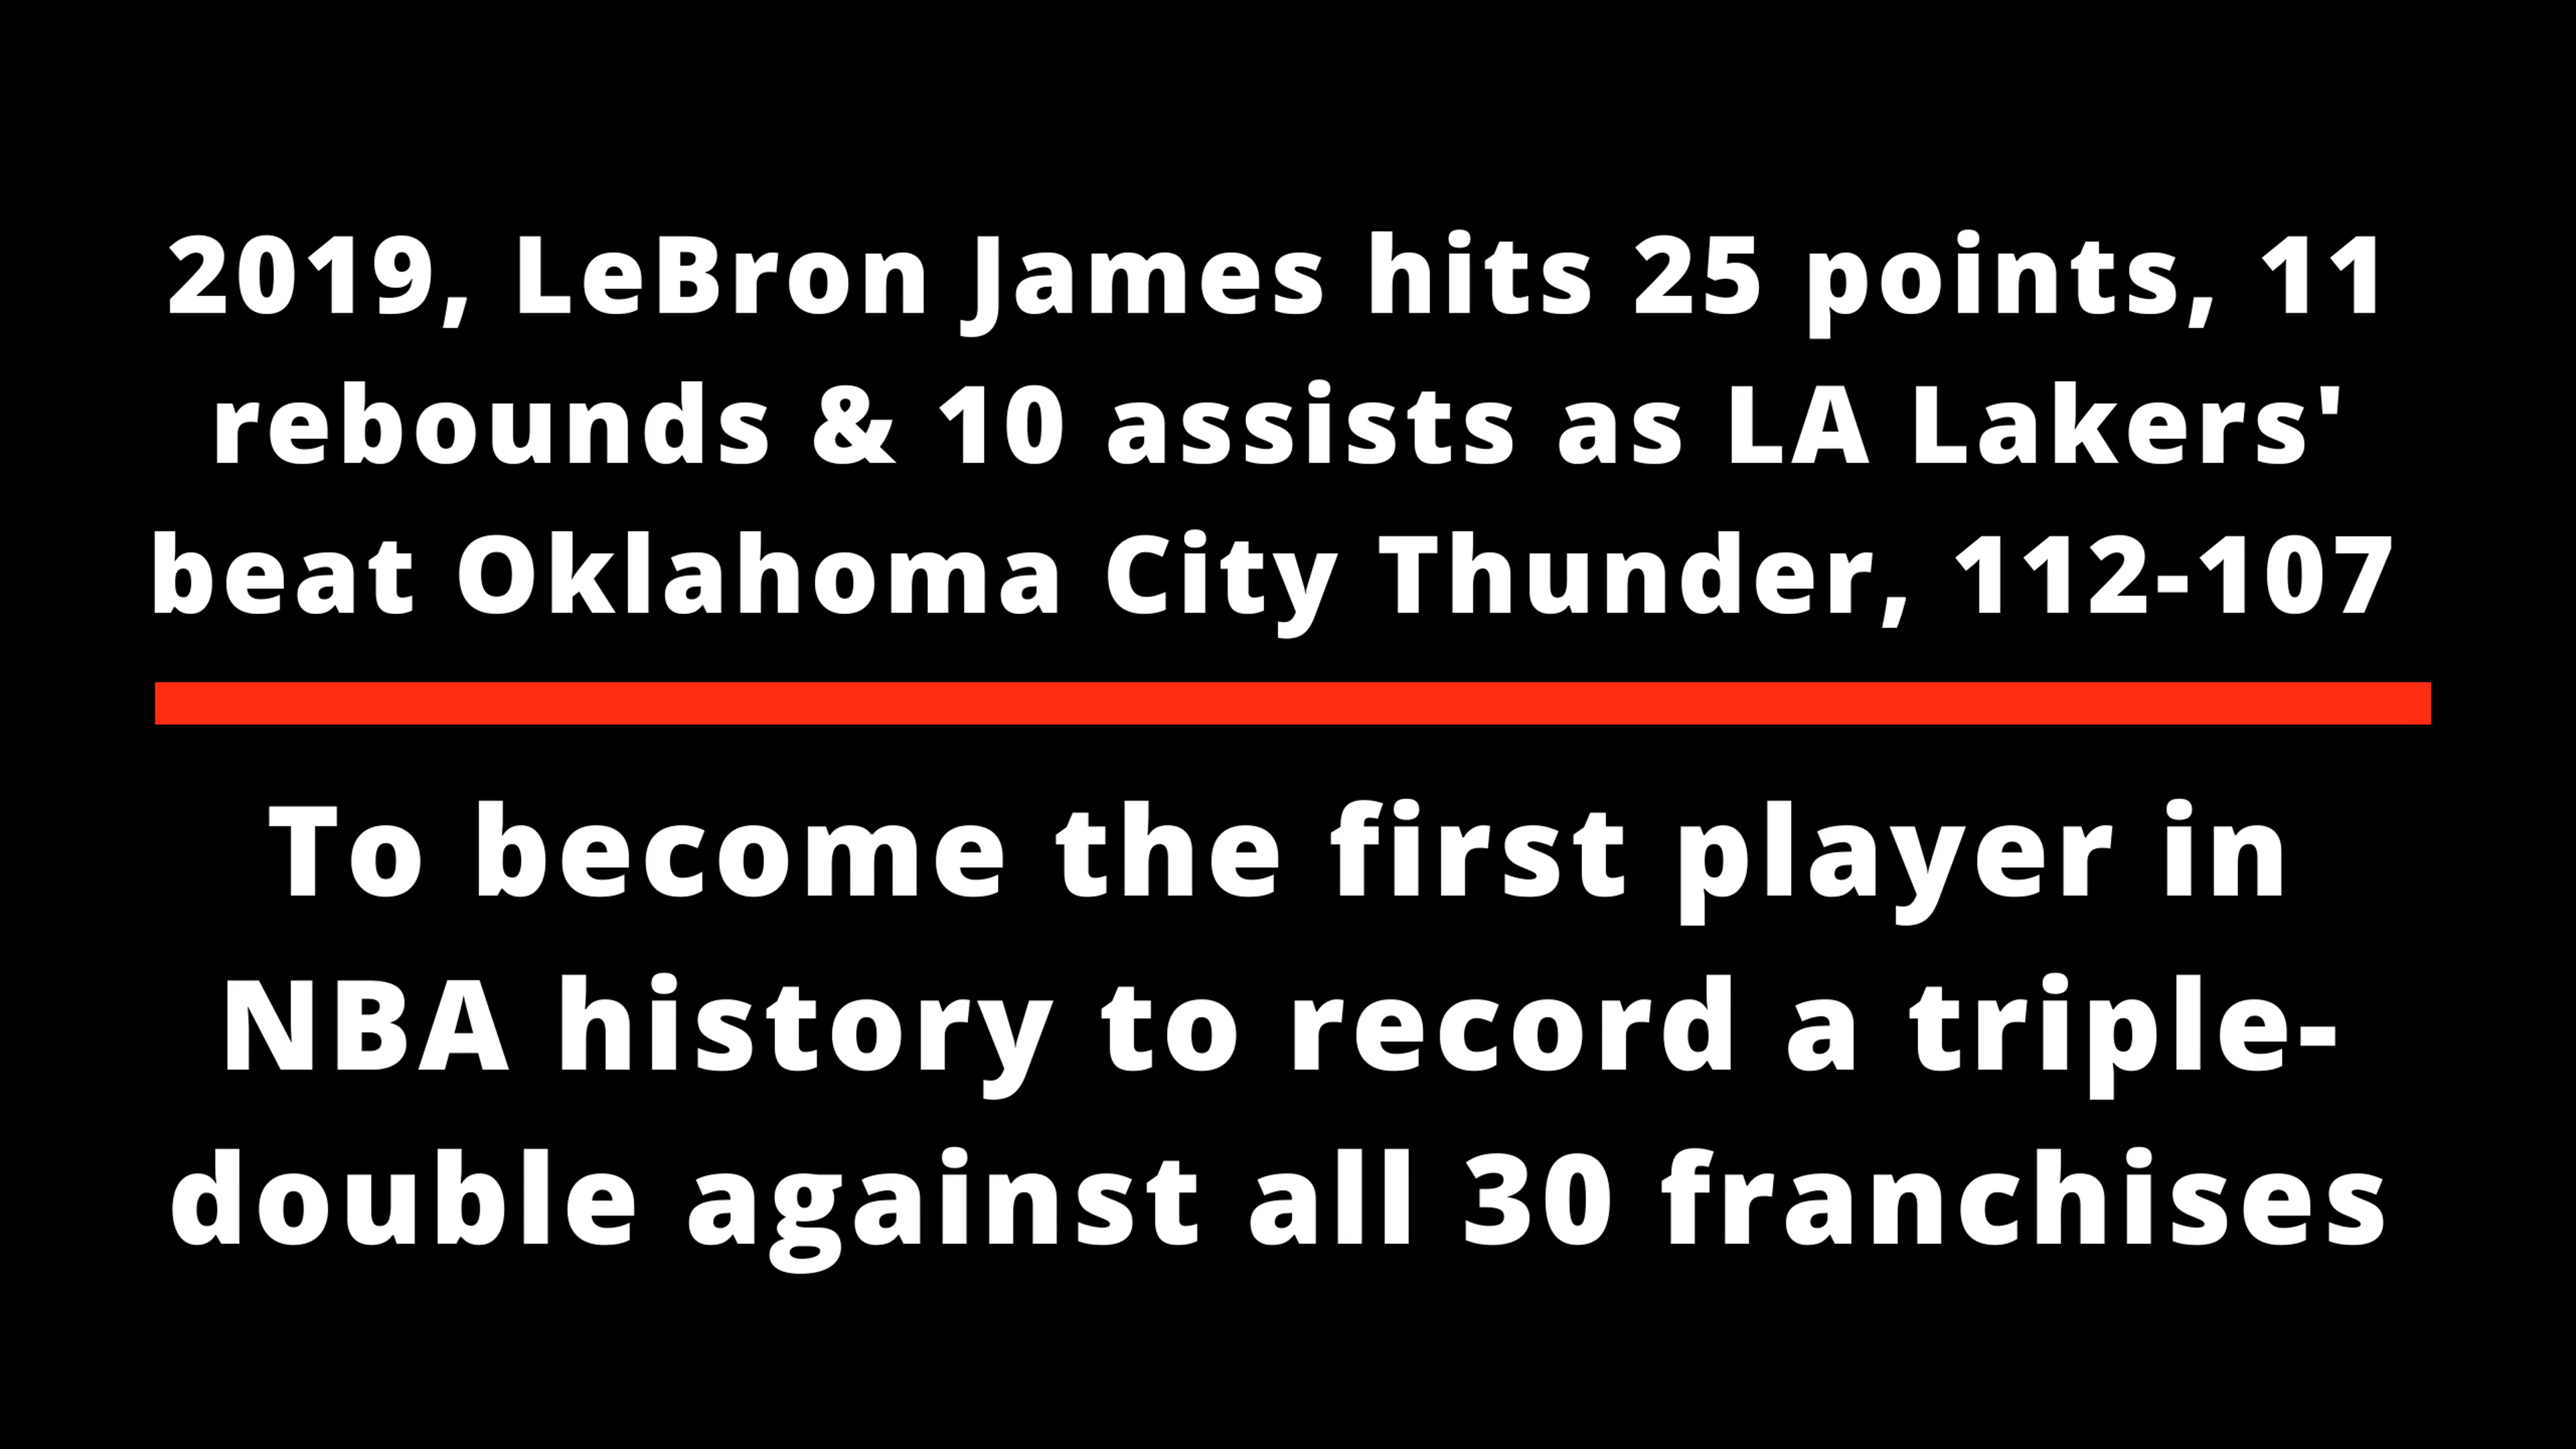 2019, LeBron James hits 25 points, 11
rebounds & 10 assists as LA Lakers'
beat Oklahoma City Thunder, 112-107
To become the first player in
NBA history to record a triple-
double against all 30 franchises